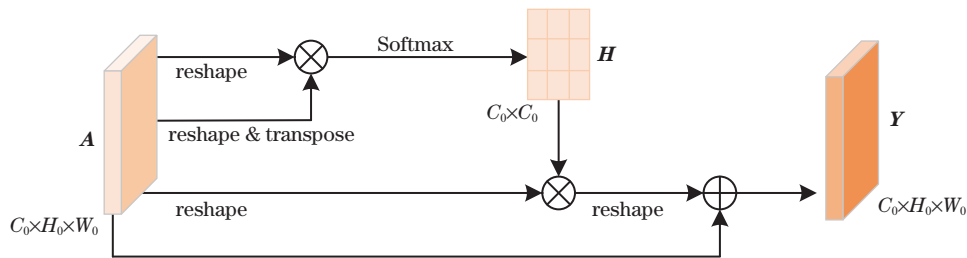 Softmax
H
reshape
C₀×C₀
reshape & transpose
A
Y
reshape
reshape
C₀×H₀×W₀
C₀×H₀×W₀